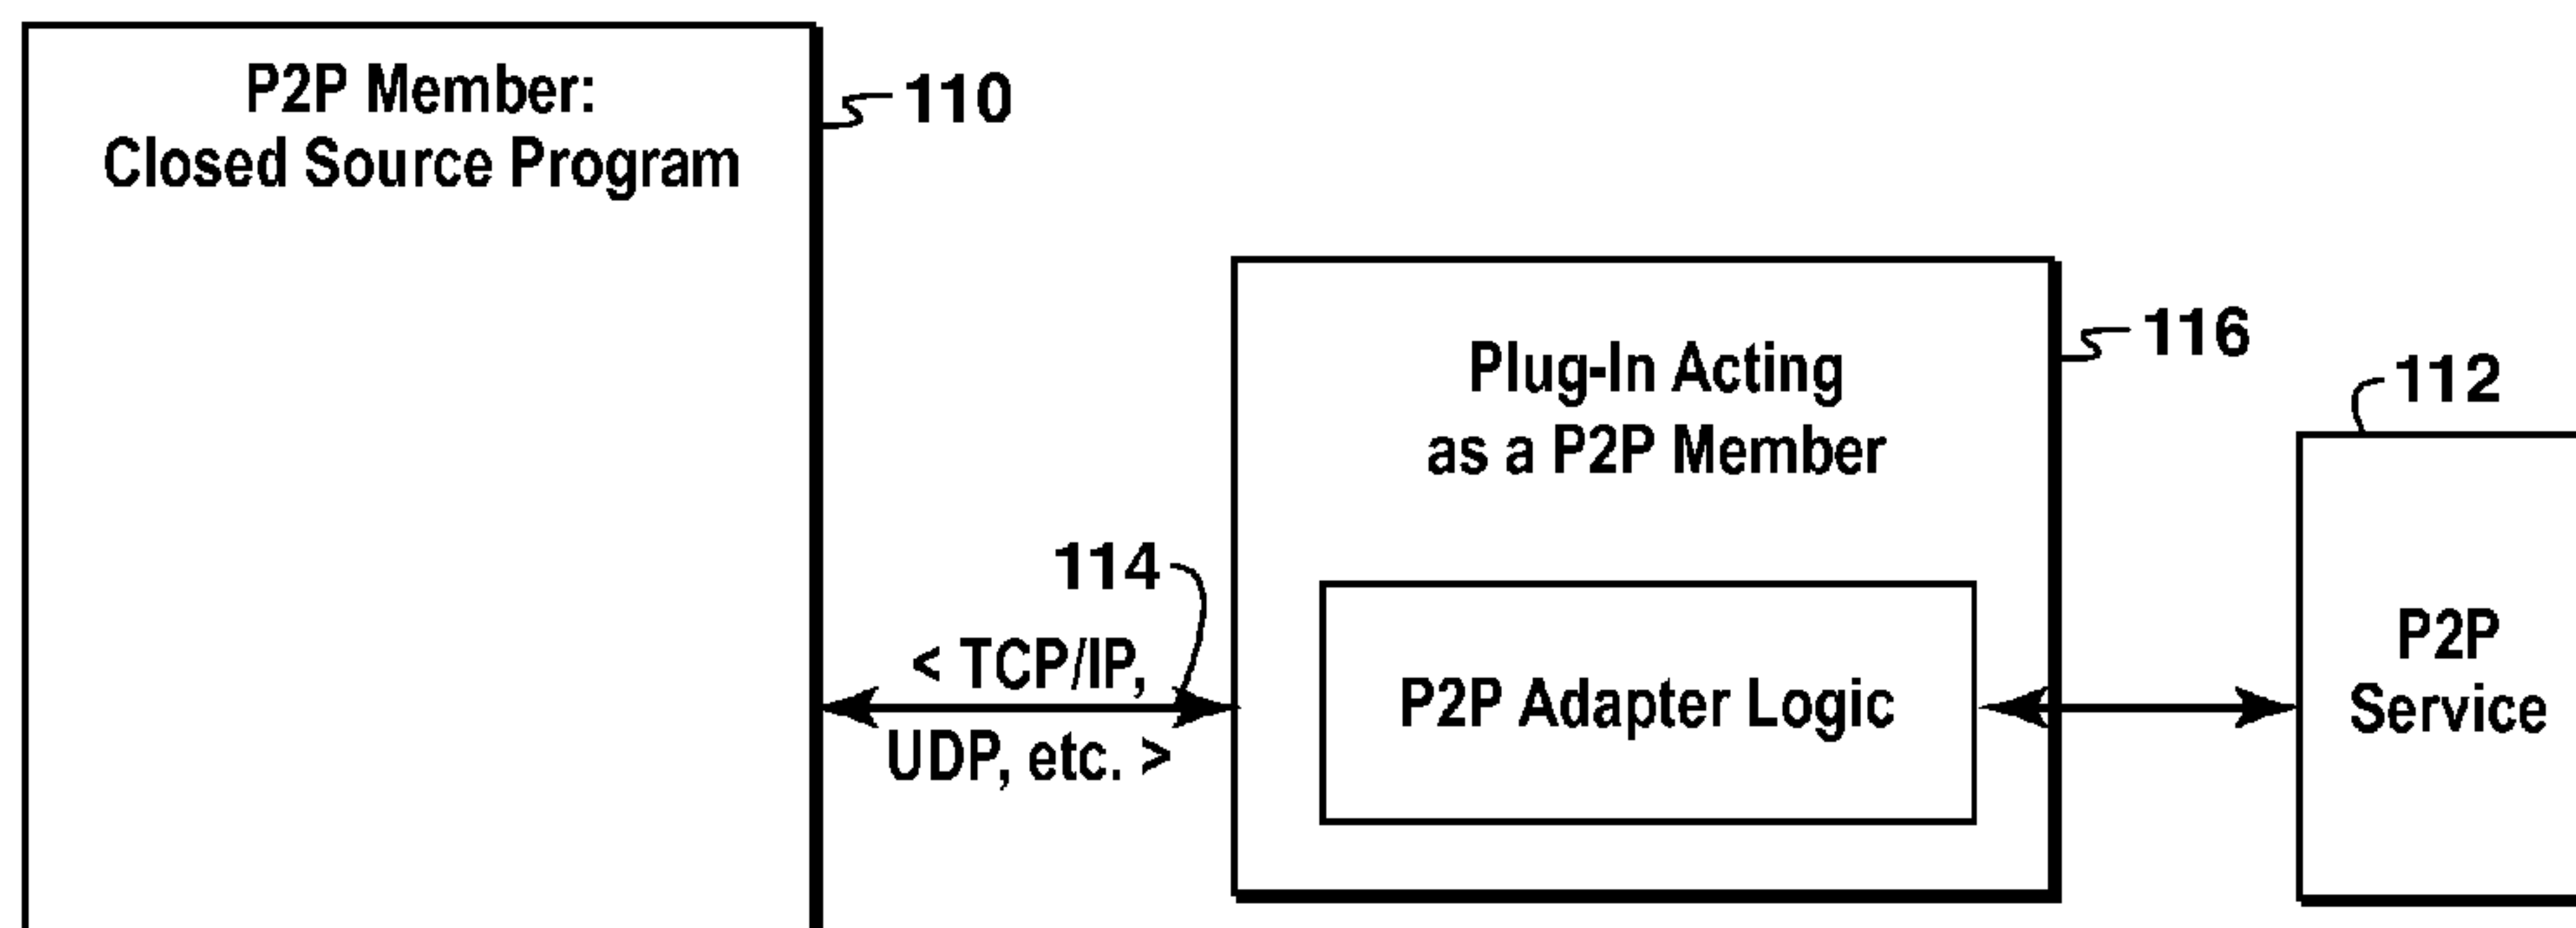 P2P Member:
Closed Source Program
110
Plug-In Acting
as a P2P Member
116
112
114
< TCP/IP,
UDP, etc. >
P2P Adapter Logic
P2P
Service